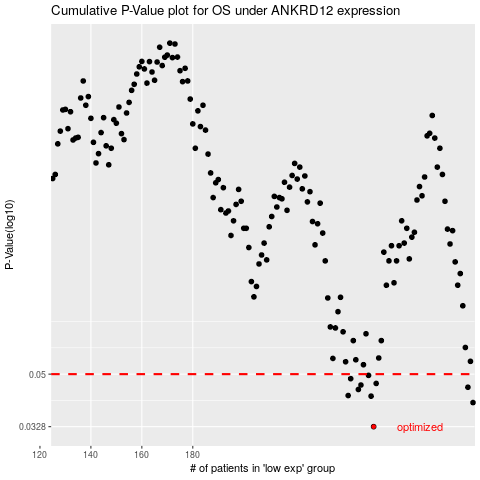 Cumulative P-Value plot for OS under ANKRD12 expression
P-Value(log10)
0.05
0.0328
optimized
120 140 160 180
# of patients in 'low exp' group